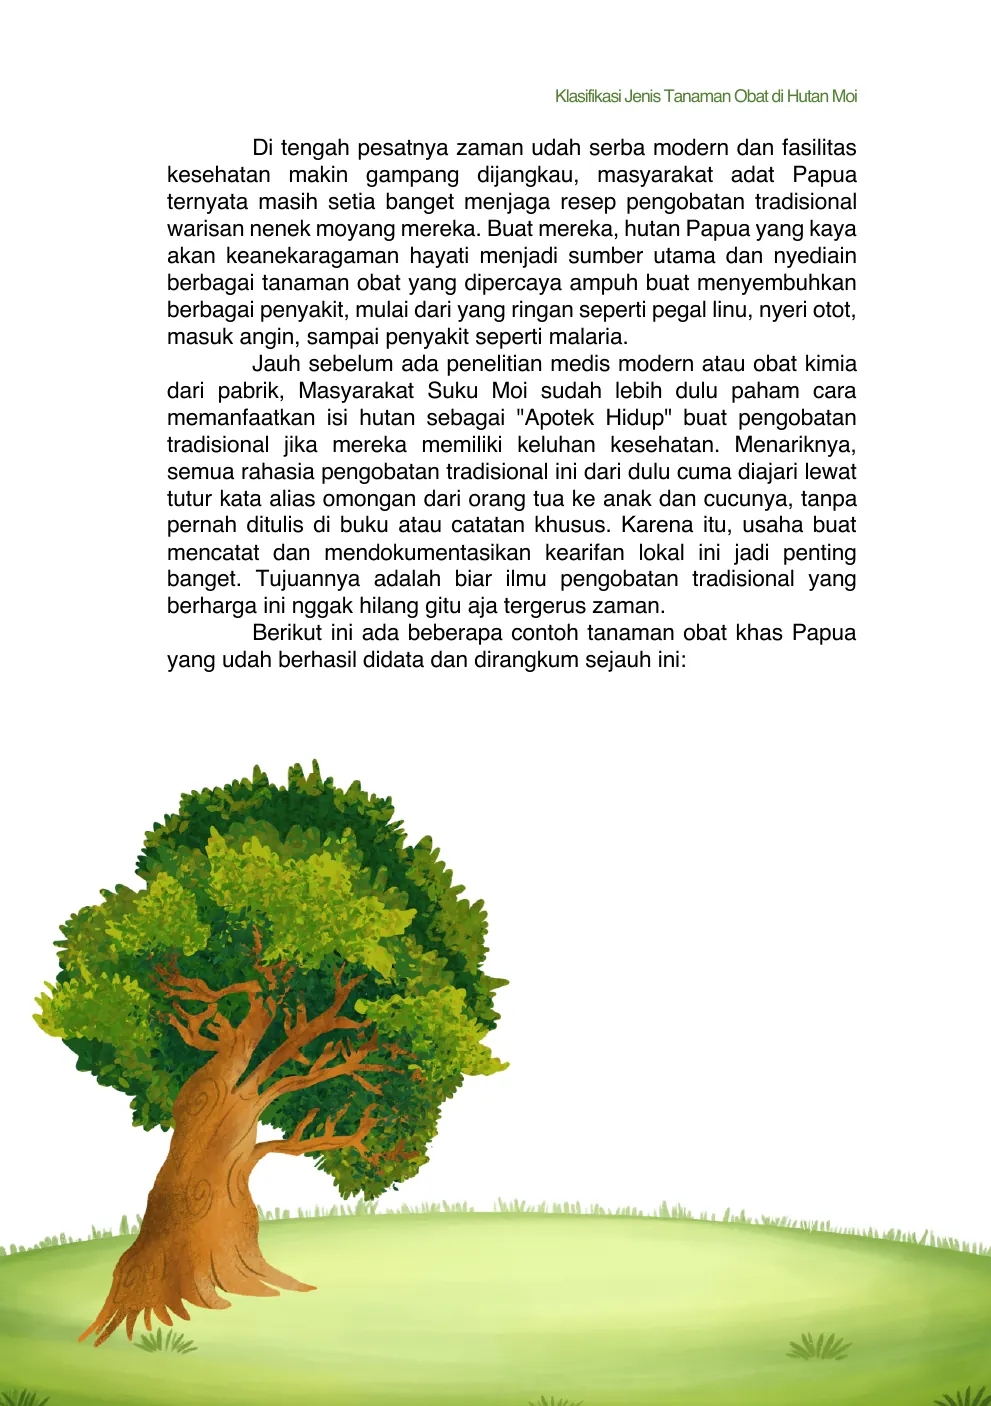 Klasifikasi Jenis Tanaman Obat di Hutan Moi
Di tengah pesatnya zaman udah serba modern dan fasilitas
kesehatan makin gampang dijangkau, masyarakat adat Papua
ternyata masih setia banget menjaga resep pengobatan tradisional
warisan nenek moyang mereka. Buat mereka, hutan Papua yang kaya
akan keanekaragaman hayati menjadi sumber utama dan nyediain
berbagai tanaman obat yang dipercaya ampuh buat menyembuhkan
berbagai penyakit, mulai dari yang ringan seperti pegal linu, nyeri otot,
masuk angin, sampai penyakit seperti malaria.
Jauh sebelum ada penelitian medis modern atau obat kimia
dari pabrik, Masyarakat Suku Moi sudah lebih dulu paham cara
memanfaatkan isi hutan sebagai "Apotek Hidup" buat pengobatan
tradisional jika mereka memiliki keluhan kesehatan. Menariknya,
semua rahasia pengobatan tradisional ini dari dulu cuma diajari lewat
tutur kata alias omongan dari orang tua ke anak dan cucunya, tanpa
pernah ditulis di buku atau catatan khusus. Karena itu, usaha buat
mencatat dan mendokumentasikan kearifan lokal ini jadi penting
banget. Tujuannya adalah biar ilmu pengobatan tradisional yang
berharga ini nggak hilang gitu aja tergerus zaman.
Berikut ini ada beberapa contoh tanaman obat khas Papua
yang udah berhasil didata dan dirangkum sejauh ini: